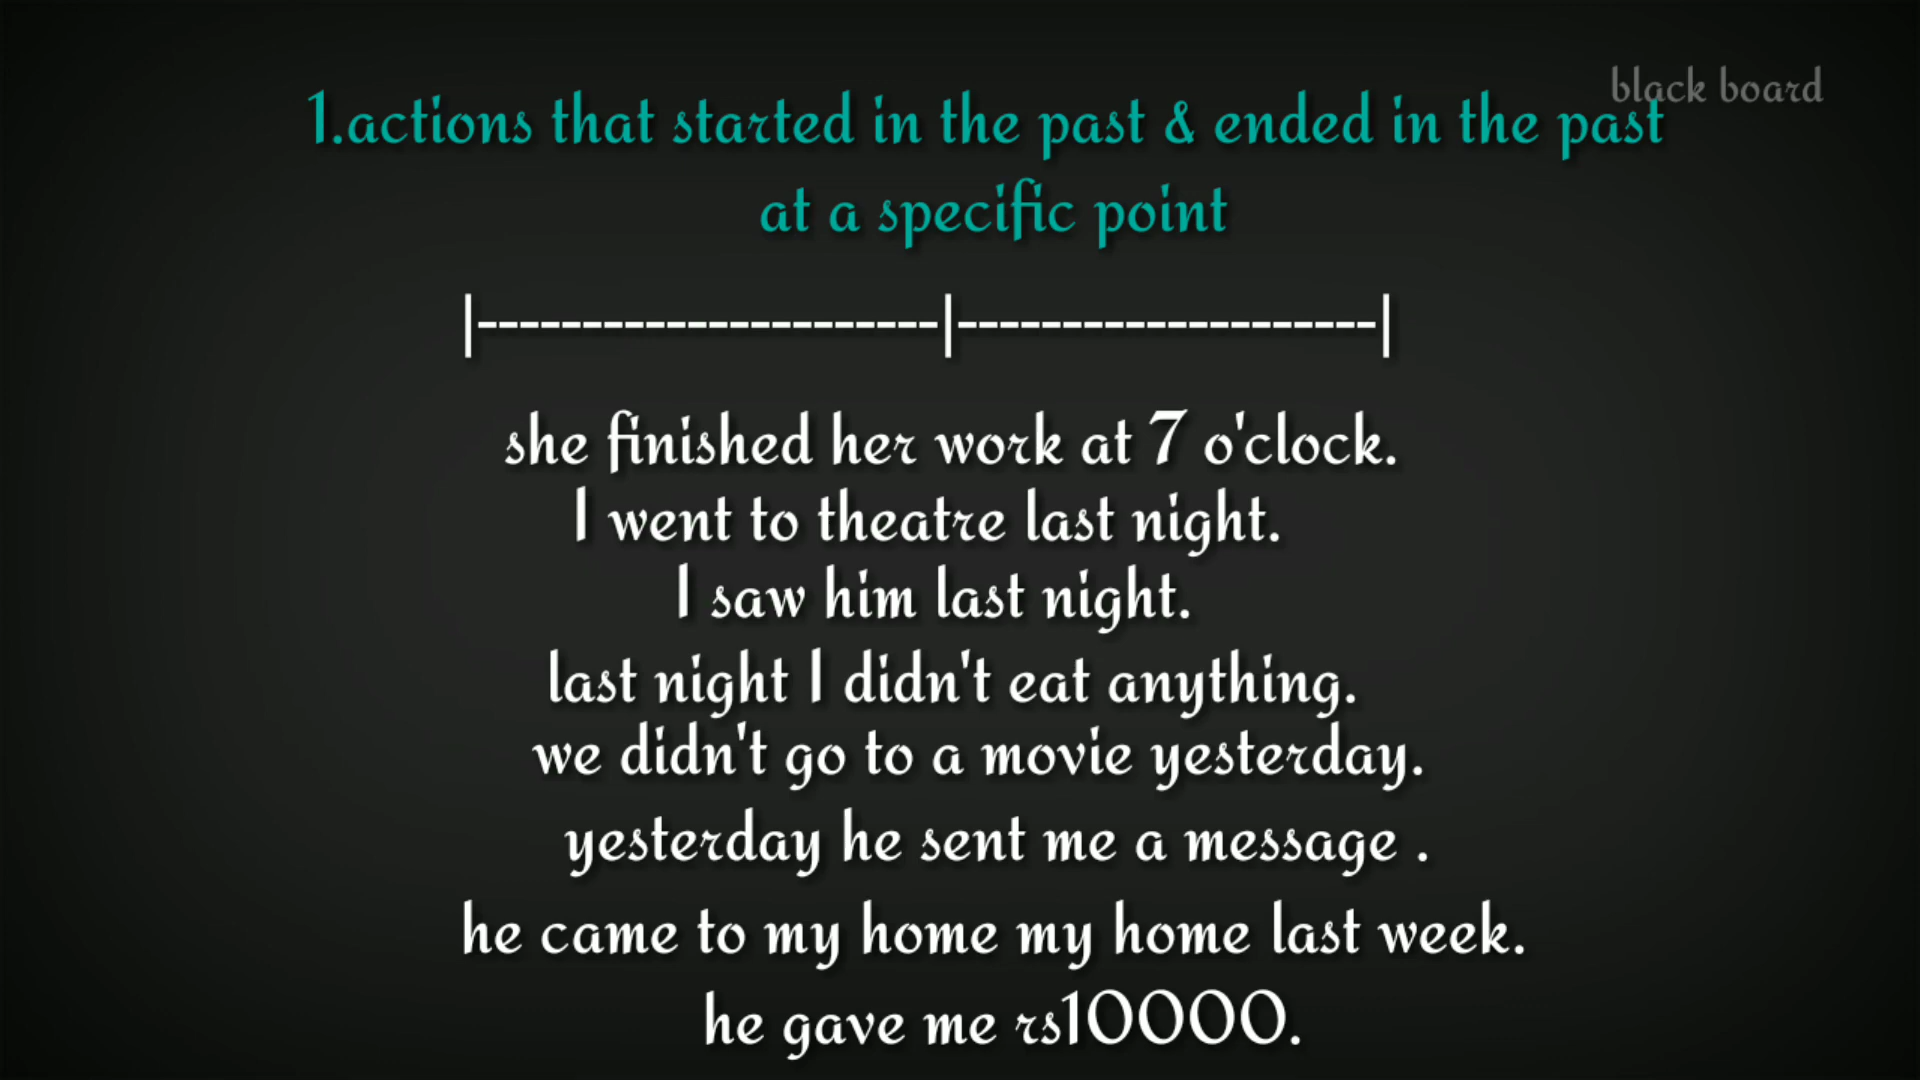 black board
1.actions that started in the past & ended in the past
at a specific point
|----------------------|--------------------|
she finished her work at 7 o'clock.
I went to theatre last night.
I saw him last night.
last night I didn't eat anything.
we didn't go to a movie yesterday.
yesterday he sent me a message .
he came to my home my home last week.
he gave me rs10000.